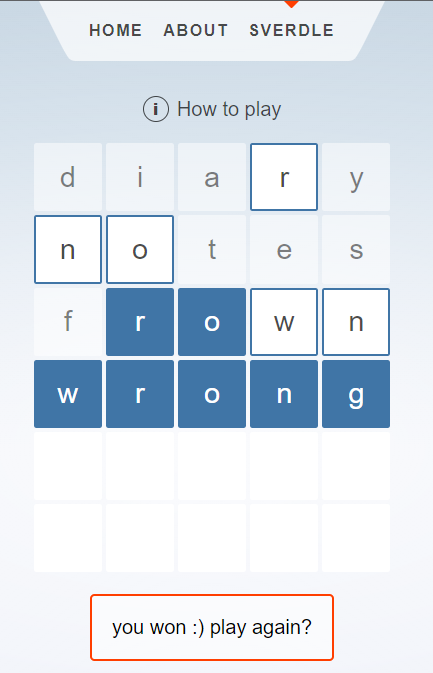 HOME ABOUT SVERDLE
i How to play
d i a r y
n o t e s
f r o w n
w r o n g
you won :) play again?